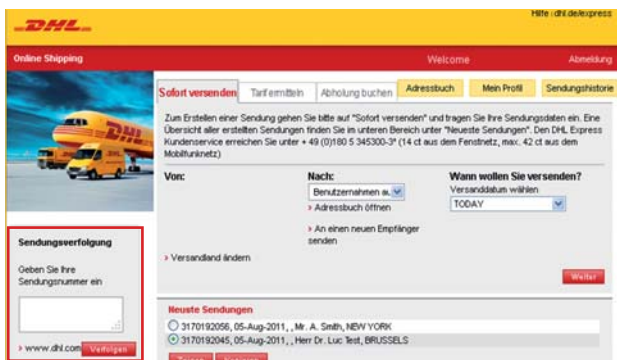 Hilfe | dhl.de/express
DHL
Online Shipping
Welcome
Abmeldung
Sofort versenden
Tarif ermitteln
Abholung buchen
Adressbuch
Mein Profil
Sendungshistorie
Zum Erstellen einer Sendung gehen Sie bitte auf "Sofort versenden" und tragen Sie Ihre Sendungsdaten ein. Eine
Übersicht aller erstellten Sendungen finden Sie im unteren Bereich unter "Neueste Sendungen". Den DHL Express
Kundenservice erreichen Sie unter + 49 (0)180 5 345300-3* (14 ct aus dem Festnetz, max. 42 ct aus dem
Mobilfunknetz)
Von:
Nach:
Wann wollen Sie versenden?
Benutzernahmen au
Versanddatum wählen
> Adressbuch öffnen
TODAY
> An einen neuen Empfänger
senden
> Versandland ändern
Weiter
Sendungsverfolgung
Geben Sie Ihre
Sendungsnummer ein
> www.dhl.com
Verfolgen
Neuste Sendungen
3170192056, 05-Aug-2011, , Mr. A. Smith, NEW YORK
3170192045, 05-Aug-2011, , Herr Dr. Luc Test, BRUSSELS